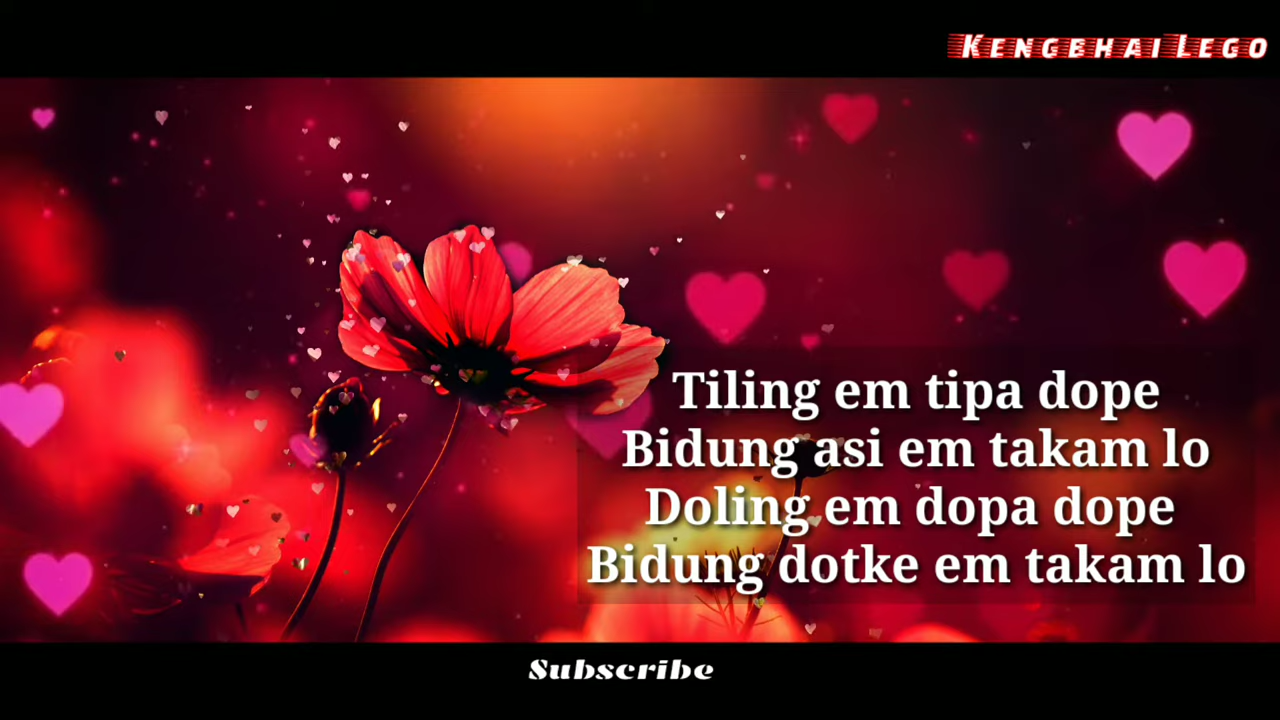 KENGBHAI LEGO
Tiling em tipa dope
Bidung asi em takam lo
Doling em dopa dope
Bidung dotke em takam lo
Subscribe